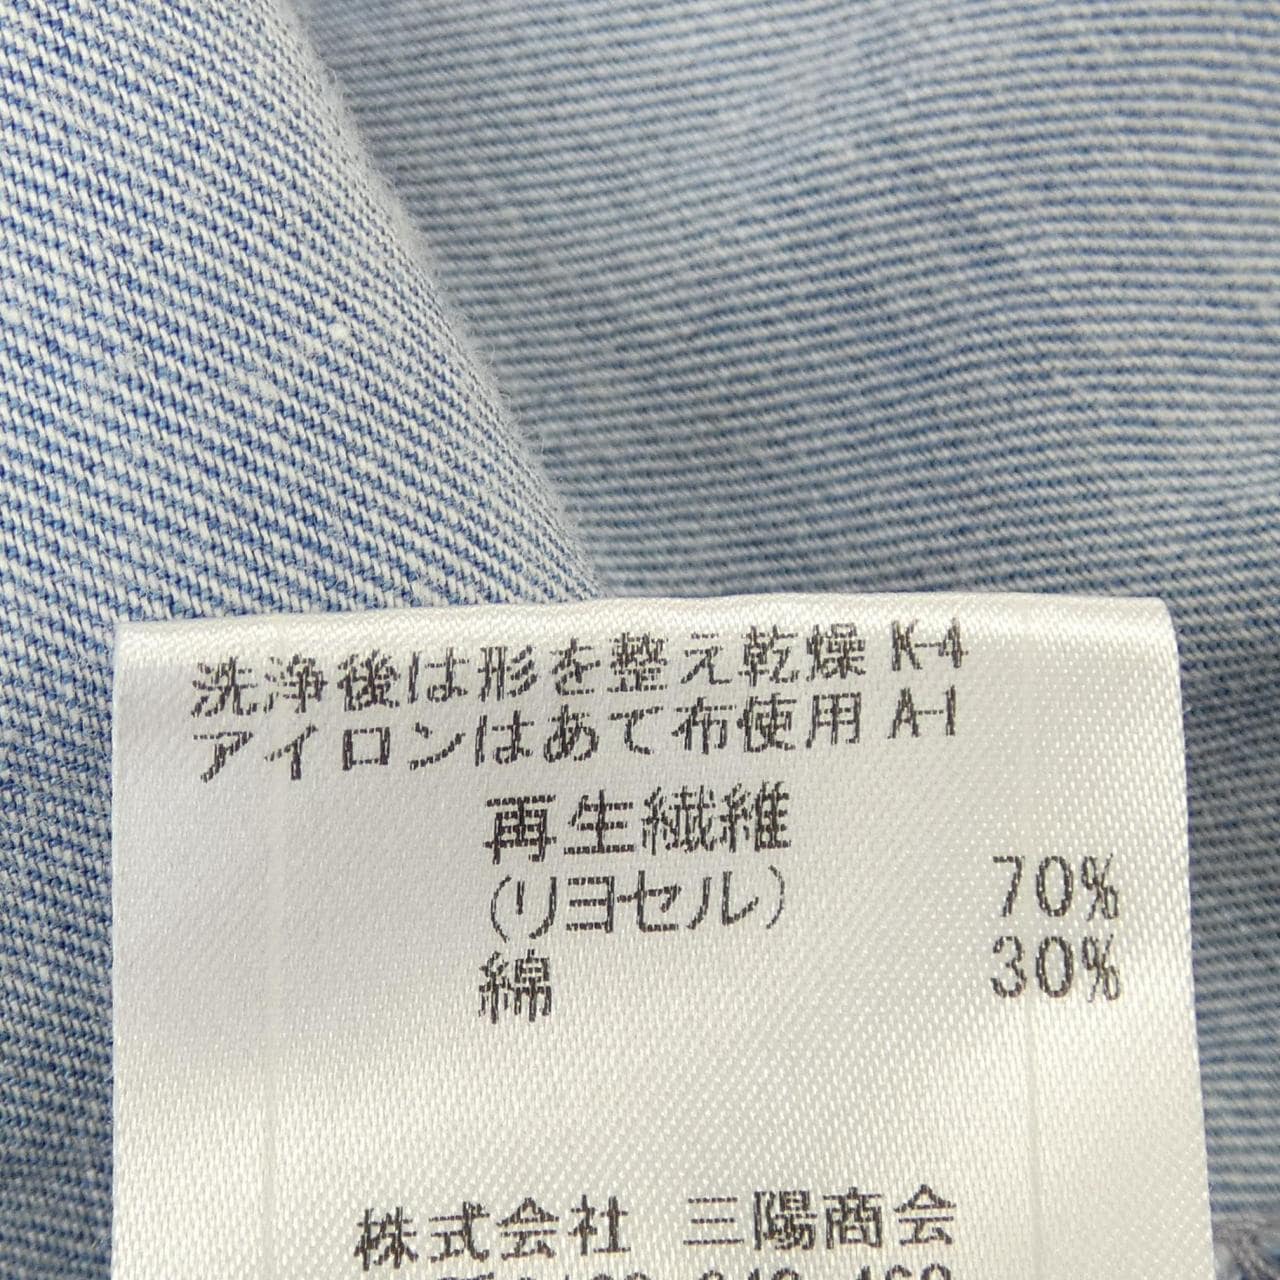 洗浄後は形を整え乾燥 K-4
アイロンはあて布使用 A-1
再生繊維
(リヨセル) 70%
綿 30%
株式会社 三陽商会